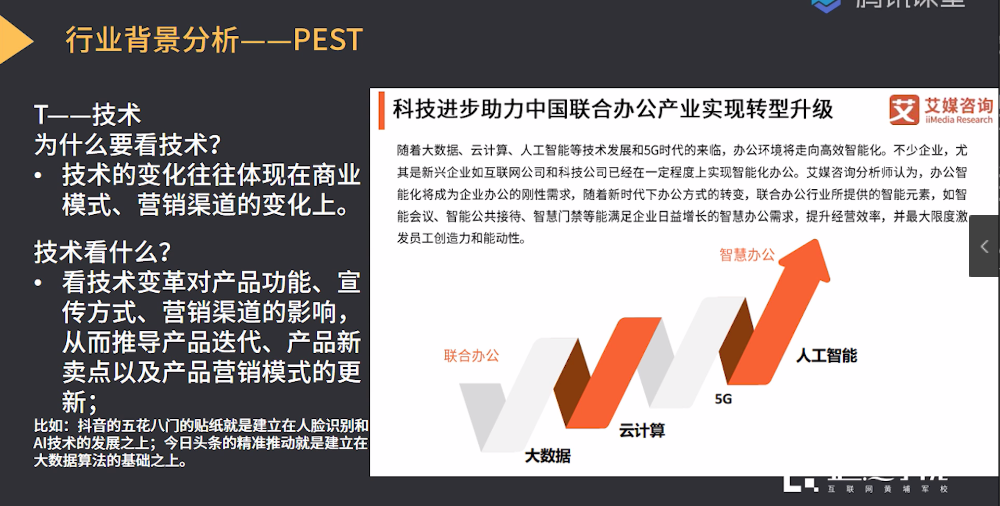 行业背景分析——PEST
T——技术
为什么要看技术？
• 技术的变化往往体现在商业
模式、营销渠道的变化上。
技术看什么？
• 看技术变革对产品功能、宣
传方式、营销渠道的影响，
从而推导产品迭代、产品新
卖点以及产品营销模式的更
新；
比如：抖音的五花八门的贴纸就是建立在人脸识别和
AI技术的发展之上；今日头条的精准推动就是建立在
大数据算法的基础之上。
科技进步助力中国联合办公产业实现转型升级
艾媒咨询
iiMedia Research
随着大数据、云计算、人工智能等技术发展和5G时代的来临，办公环境将走向高效智能化。不少企业，尤
其是新兴企业如互联网公司和科技公司已经在一定程度上实现智能化办公。艾媒咨询分析师认为，办公智
能化将成为企业办公的刚性需求，随着新时代下办公方式的转变，联合办公行业所提供的智能元素，如智
能会议、智能公共接待、智慧门禁等能满足企业日益增长的智慧办公需求，提升经营效率，并最大限度激
发员工创造力和能动性。
智慧办公
联合办公
人工智能
5G
云计算
大数据
互联网黄埔军校